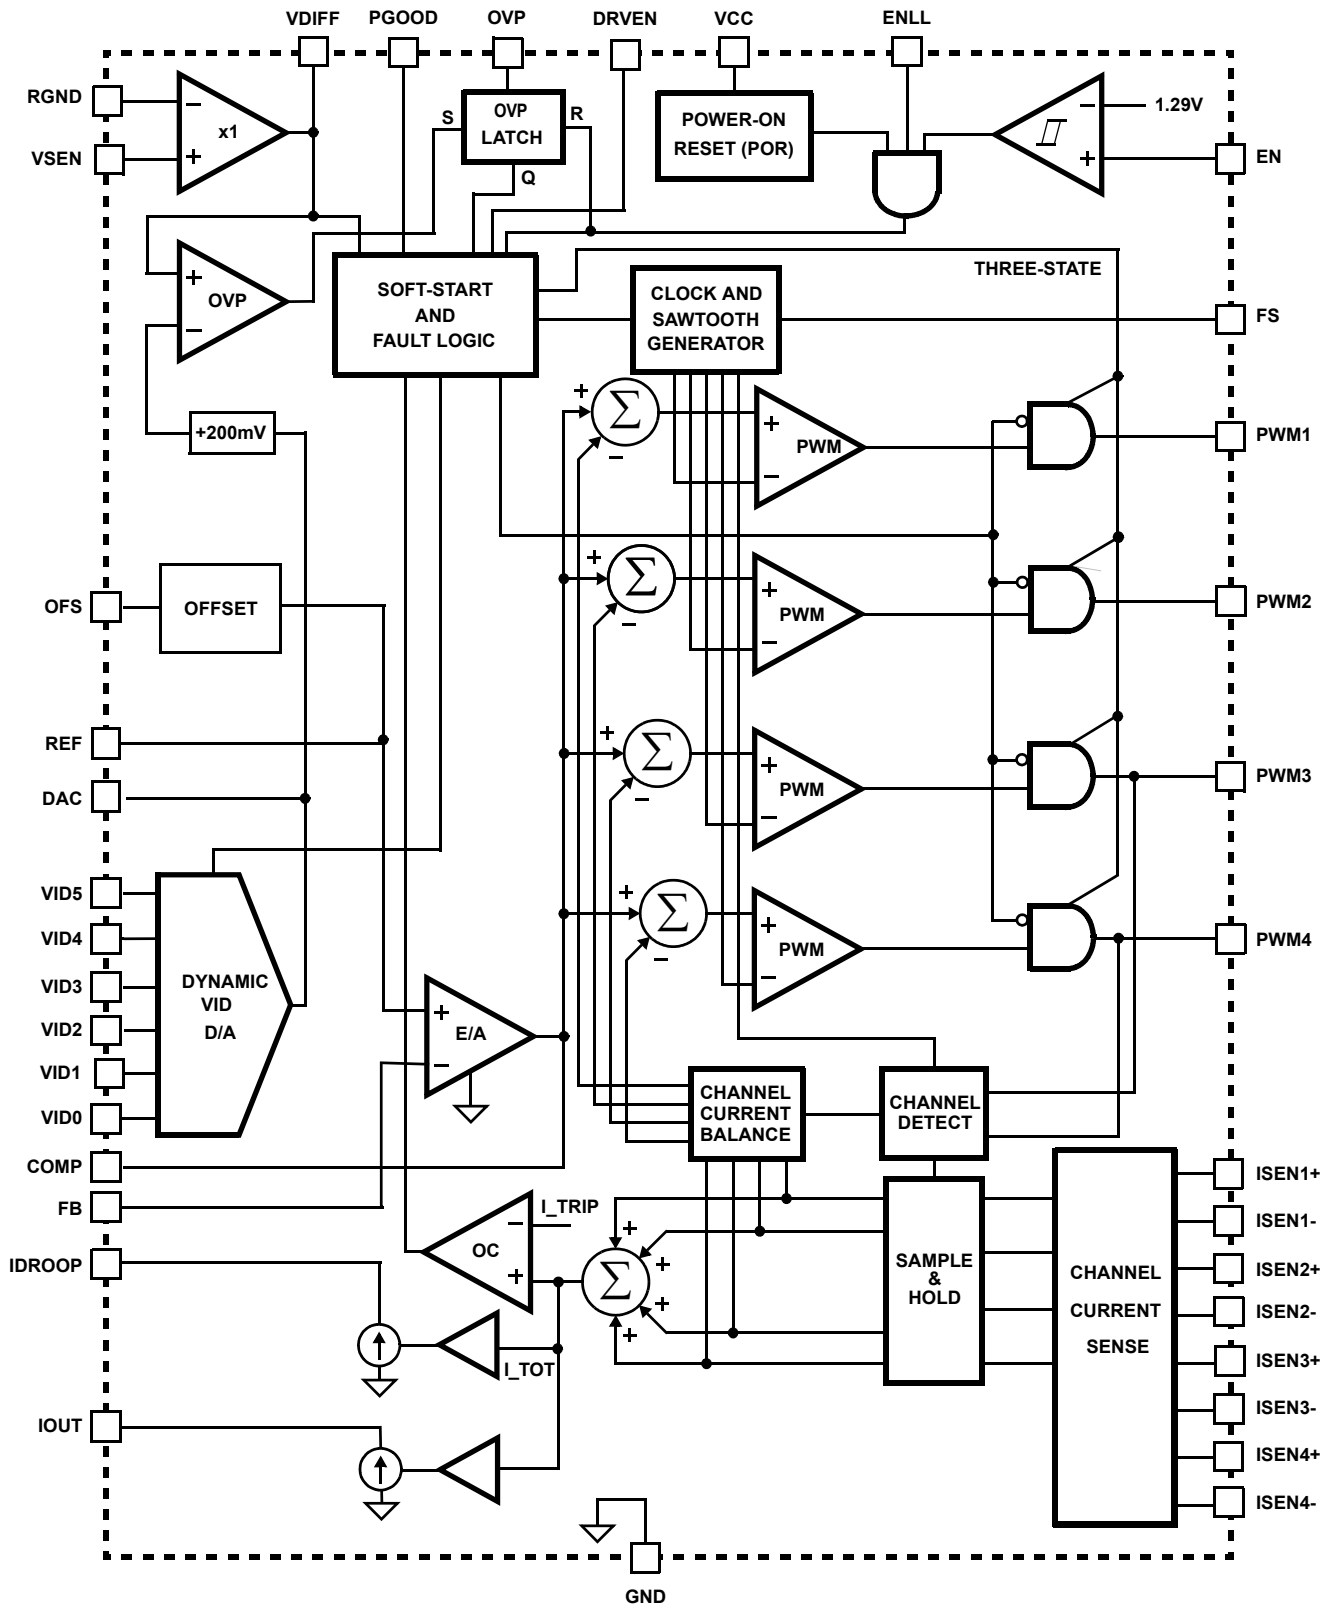 VDIFF PGOOD OVP DRVEN VCC ENLL
RGND
VSEN
−
x1
+
S
OVP
LATCH
R
Q
POWER-ON
RESET (POR)
−
1.29V
+
EN
+
OVP
−
SOFT-START
AND
FAULT LOGIC
CLOCK AND
SAWTOOTH
GENERATOR
THREE-STATE
FS
+200mV
+
Σ
−
+
PWM
−
PWM1
OFS
OFFSET
+
Σ
−
+
PWM
−
PWM2
REF
DAC
+
Σ
−
+
PWM
−
PWM3
VID5
VID4
VID3
VID2
VID1
VID0
DYNAMIC
VID
D/A
+
Σ
−
+
PWM
−
PWM4
+
E/A
−
CHANNEL
CURRENT
BALANCE
CHANNEL
DETECT
COMP
FB
IDROOP
IOUT
I_TRIP
−
OC
+
I_TOT
+
+
Σ
+
+
SAMPLE
&
HOLD
CHANNEL
CURRENT
SENSE
ISEN1+
ISEN1-
ISEN2+
ISEN2-
ISEN3+
ISEN3-
ISEN4+
ISEN4-
GND